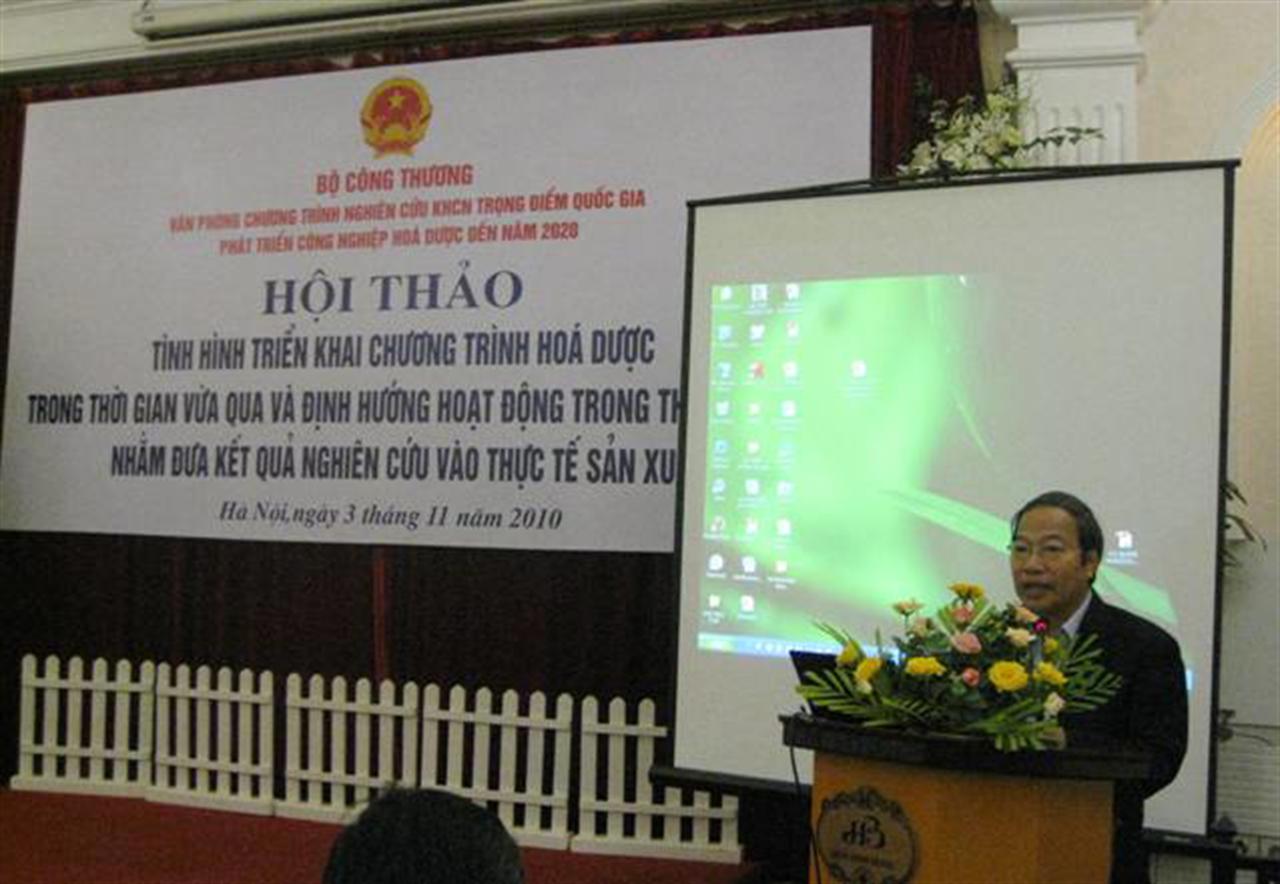 BỘ CÔNG THƯƠNG
VĂN PHÒNG CHƯƠNG TRÌNH NGHIÊN CỨU KHCN TRỌNG ĐIỂM QUỐC GIA
PHÁT TRIỂN CÔNG NGHIỆP HOÁ DƯỢC ĐẾN NĂM 2020
HỘI THẢO
TÌNH HÌNH TRIỂN KHAI CHƯƠNG TRÌNH HOÁ DƯỢC
TRONG THỜI GIAN VỪA QUA VÀ ĐỊNH HƯỚNG HOẠT ĐỘNG TRONG TH
NHẰM ĐƯA KẾT QUẢ NGHIÊN CỨU VÀO THỰC TẾ SẢN XU
Hà Nội,ngày 3 tháng 11 năm 2010
HB